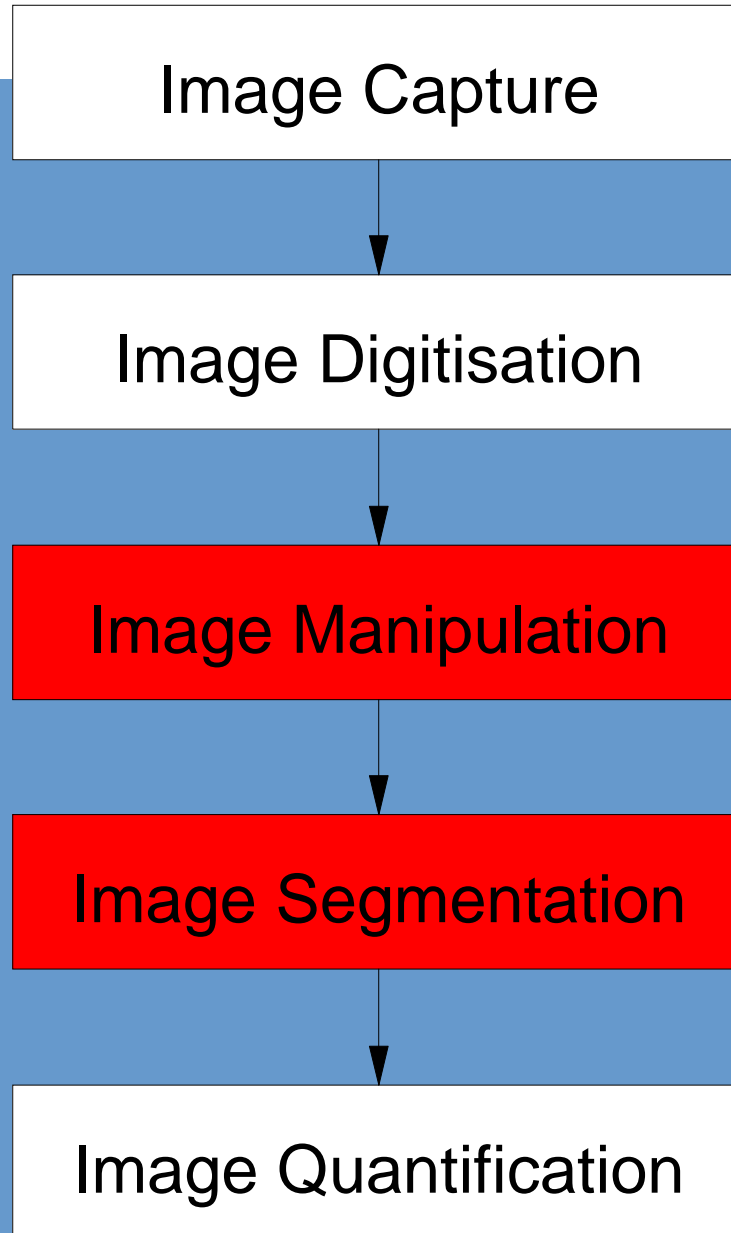 Image Capture
Image Digitisation
Image Manipulation
Image Segmentation
Image Quantification